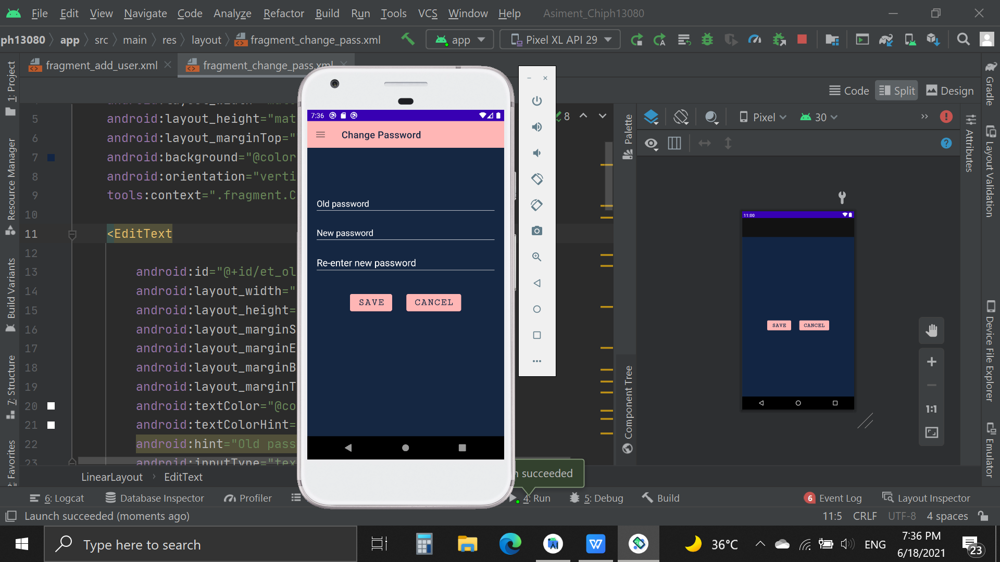 File Edit View Navigate Code Analyze Refactor Build Run Tools VCS Window Help Asiment_Chiph13080
ph13080 app src main res layout fragment_change_pass.xml app Pixel XL API 29
fragment_add_user.xml fragment_change_pass.xml
Code Split Design
1: Project
Resource Manager
Build Variants
7: Structure
2: Favorites
5 android:layout_height="mat
6 android:layout_marginTop="
7 android:background="@color
8 android:orientation="verti
9 tools:context=".fragment.C
10
11 <EditText
12
13 android:id="@+id/et_ol
14 android:layout_width="
15 android:layout_height=
16 android:layout_marginS
17 android:layout_marginE
18 android:layout_marginB
19 android:layout_marginT
20 android:textColor="@co
21 android:textColorHint=
22 android:hint="Old pass
23 android:inputType="tex
8
7:36
Change Password
Old password
New password
Re-enter new password
SAVE CANCEL
Palette
Component Tree
Pixel 30
11:00
SAVE CANCEL
1:1
Attributes
Gradle
Layout Validation
Device File Explorer
Emulator
LinearLayout EditText
succeeded
6: Logcat Database Inspector Profiler 4: Run 5: Debug Build 6 Event Log Layout Inspector
Launch succeeded (moments ago) 11:5 CRLF UTF-8 4 spaces
Type here to search
36°C ENG
7:36 PM
6/18/2021
23